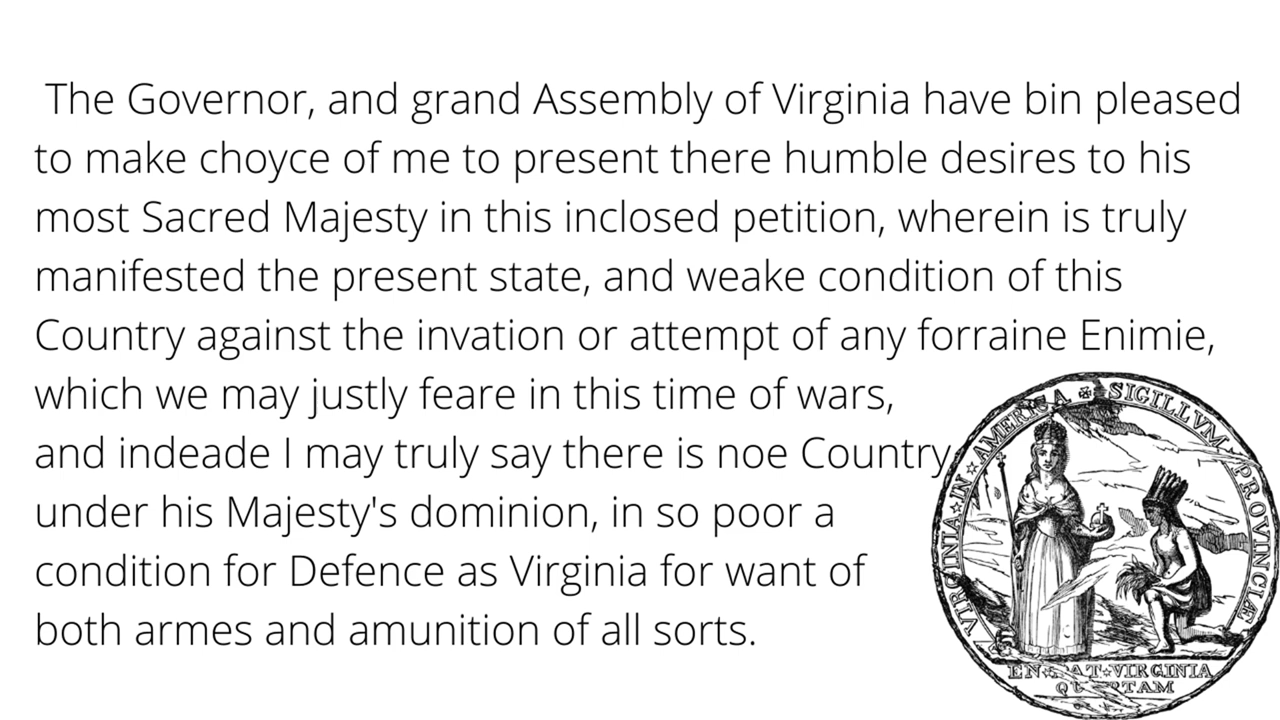 The Governor, and grand Assembly of Virginia have bin pleased
to make choyce of me to present there humble desires to his
most Sacred Majesty in this inclosed petition, wherein is truly
manifested the present state, and weake condition of this
Country against the invation or attempt of any forraine Enimie,
which we may justly feare in this time of wars,
and indeade I may truly say there is noe Country
under his Majesty's dominion, in so poor a
condition for Defence as Virginia for want of
both armes and amunition of all sorts.
SIGILLVM PROVINCIÆ VIRGINIA IN AMERICA
VIRGINIA